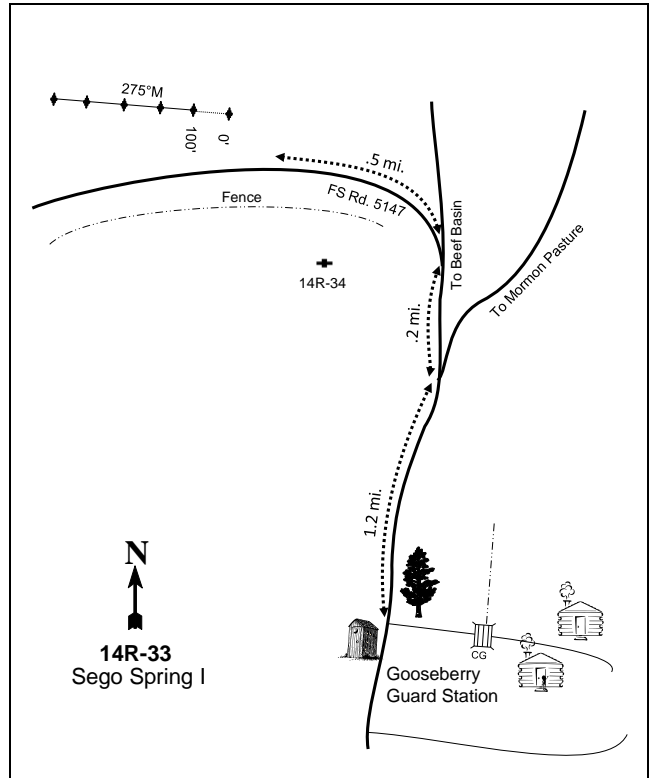 275°M
100'
0'
.5 mi.
Fence
FS Rd. 5147
To Beef Basin
14R-34
To Mormon Pasture
.2 mi.
1.2 mi.
N
14R-33
Sego Spring I
CG
Gooseberry
Guard Station